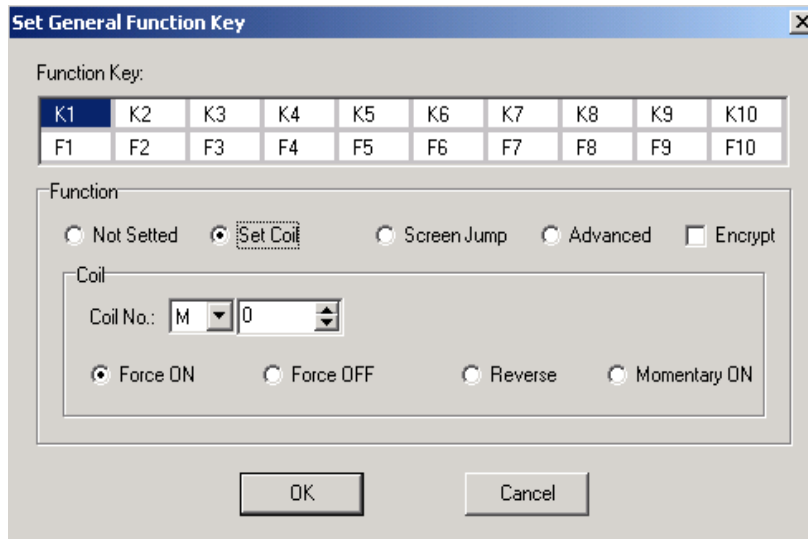 Set General Function Key
Function Key:
K1 K2 K3 K4 K5 K6 K7 K8 K9 K10
F1 F2 F3 F4 F5 F6 F7 F8 F9 F10
Function
Not Setted Set Coil Screen Jump Advanced Encrypt
Coil
Coil No.: M 0
Force ON Force OFF Reverse Momentary ON
OK Cancel